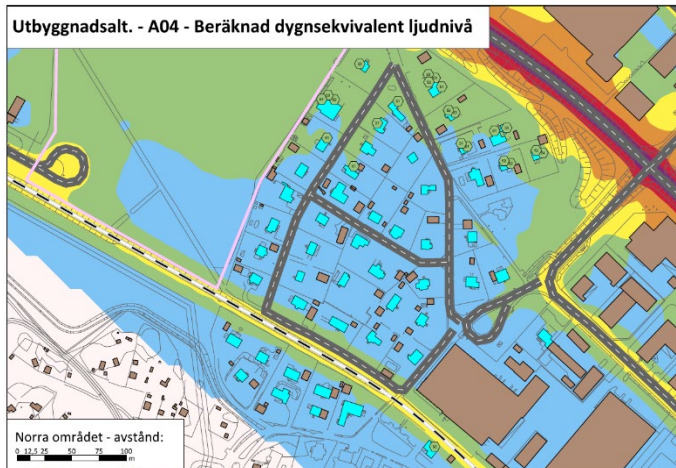 Utbyggnadsalt. - A04 - Beräknad dygnsekvivalent ljudnivå
Norra området - avstånd:
0 12,5 25 50 75 100
m